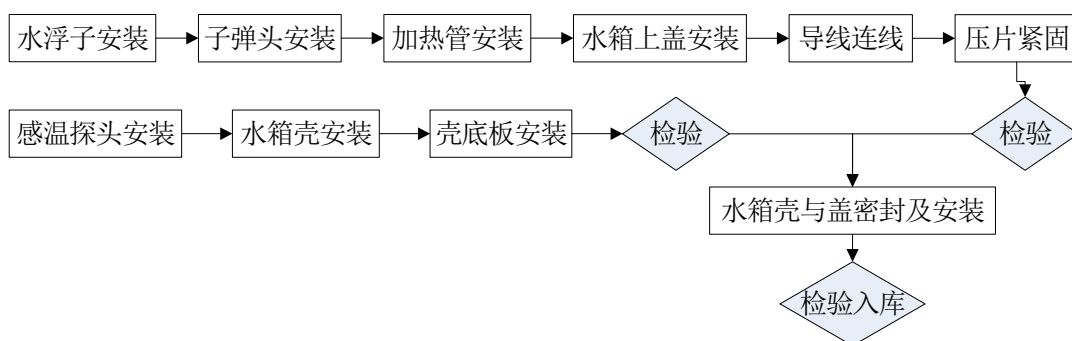 水浮子安装
子弹头安装
加热管安装
水箱上盖安装
导线连线
压片紧固
感温探头安装
水箱壳安装
壳底板安装
检验
检验
水箱壳与盖密封及安装
检验入库